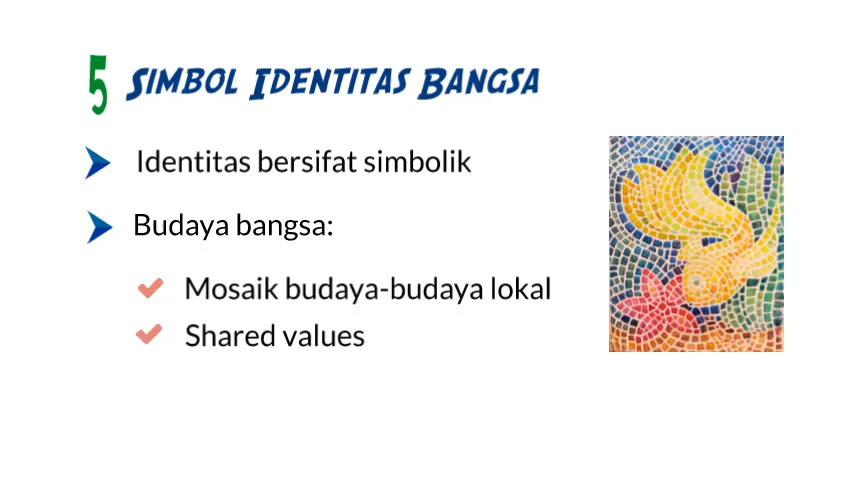 5 Simbol Identitas Bangsa
Identitas bersifat simbolik
Budaya bangsa:
Mosaik budaya-budaya lokal
Shared values